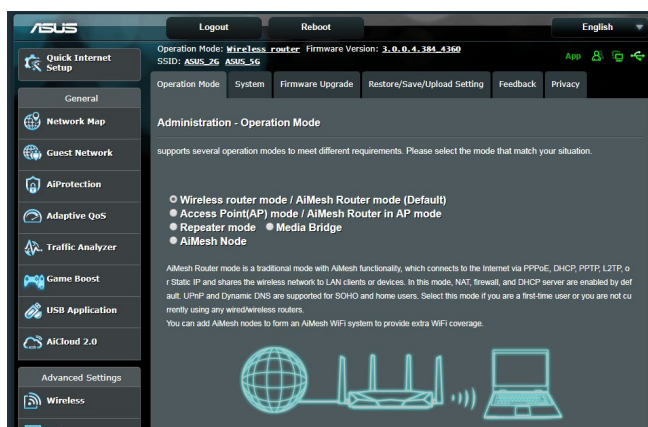 ASUS
Logout Reboot English
Quick Internet
Setup
Operation Mode: Wireless router Firmware Version: 3.0.0.4.384_4360
SSID: ASUS_2G ASUS_5G
App
Operation Mode System Firmware Upgrade Restore/Save/Upload Setting Feedback Privacy
General
Network Map
Guest Network
AiProtection
Adaptive QoS
Traffic Analyzer
Game Boost
USB Application
AiCloud 2.0
Advanced Settings
Wireless
Administration - Operation Mode
supports several operation modes to meet different requirements. Please select the mode that match your situation.
Wireless router mode / AiMesh Router mode (Default)
Access Point(AP) mode / AiMesh Router in AP mode
Repeater mode Media Bridge
AiMesh Node
AiMesh Router mode is a traditional mode with AiMesh functionality, which connects to the Internet via PPPoE, DHCP, PPTP, L2TP, o
r Static IP and shares the wireless network to LAN clients or devices. In this mode, NAT, firewall, and DHCP server are enabled by def
ault. UPnP and Dynamic DNS are supported for SOHO and home users. Select this mode if you are a first-time user or you are not cu
rrently using any wired/wireless routers.
You can add AiMesh nodes to form an AiMesh WiFi system to provide extra WiFi coverage.